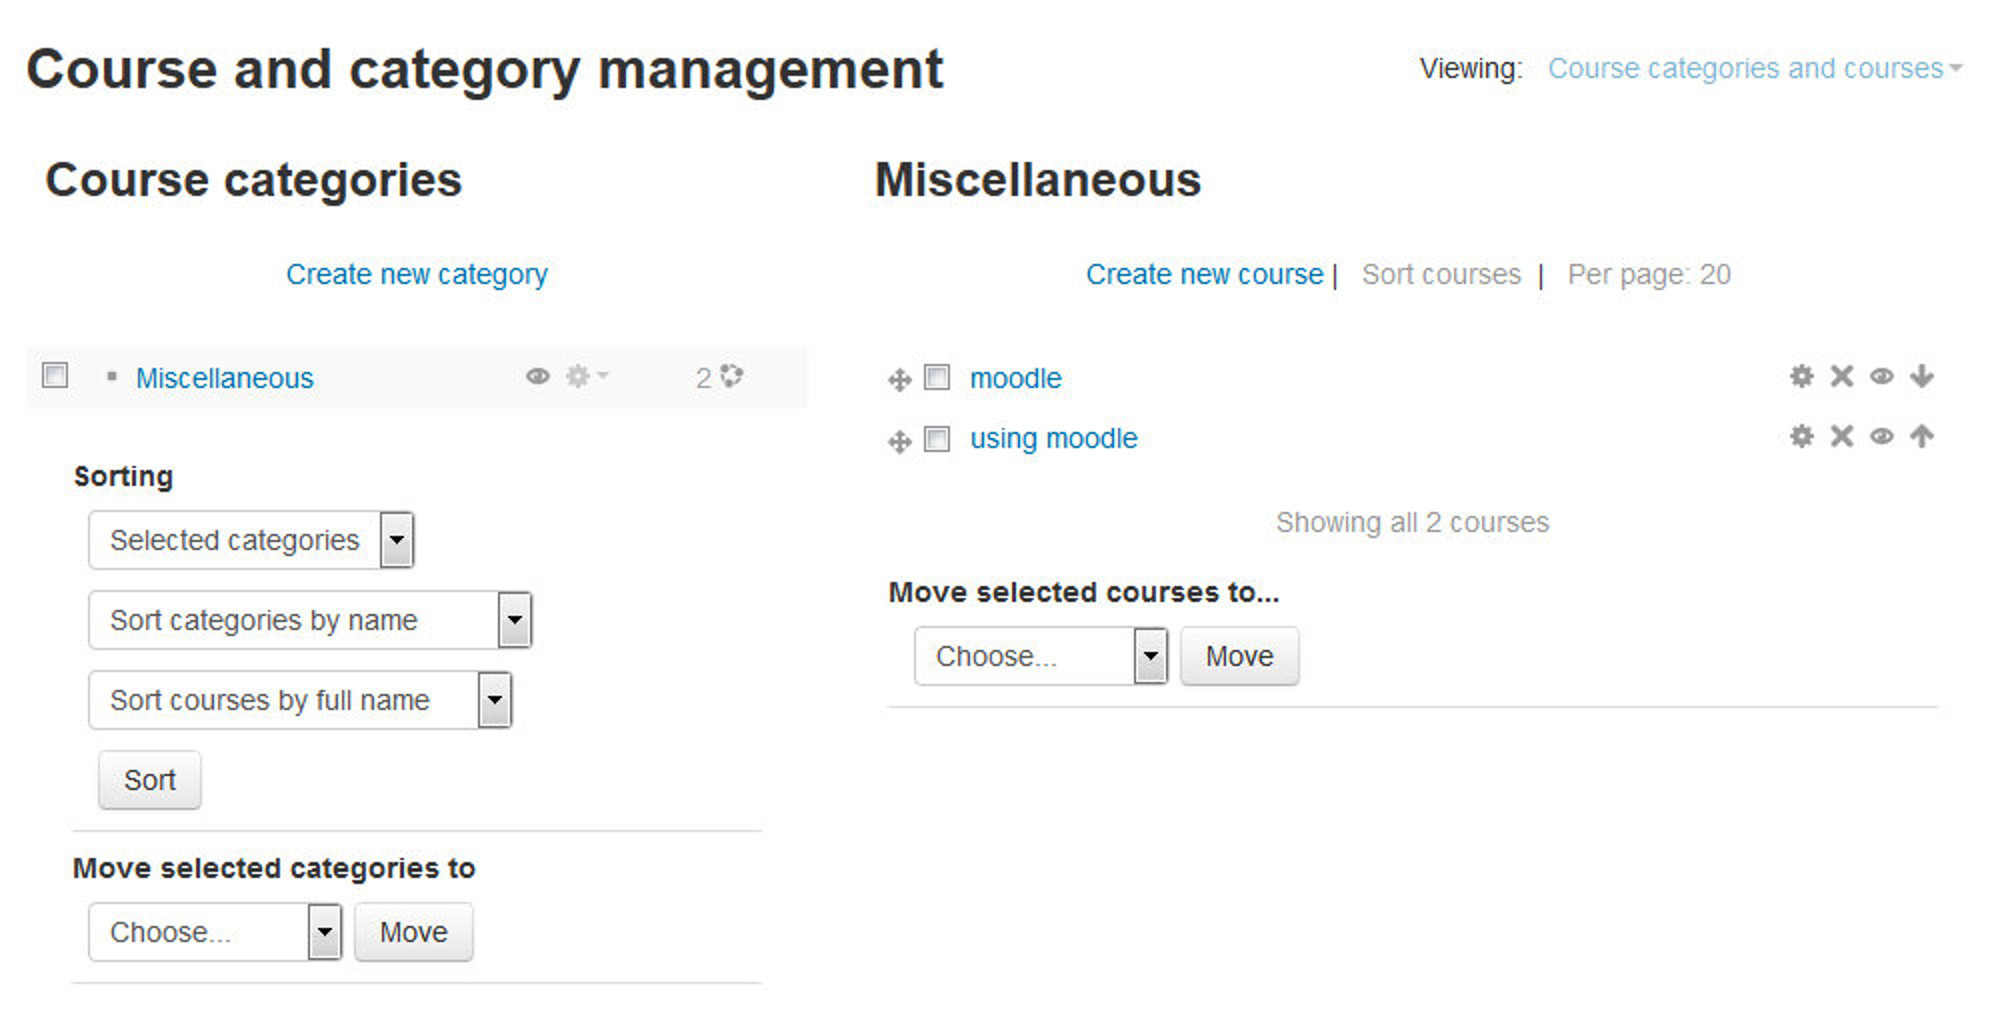 Course and category management
Viewing: Course categories and courses
Course categories
Create new category
Miscellaneous 2
Sorting
Selected categories
Sort categories by name
Sort courses by full name
Sort
Move selected categories to
Choose... Move
Miscellaneous
Create new course | Sort courses | Per page: 20
moodle
using moodle
Showing all 2 courses
Move selected courses to...
Choose... Move